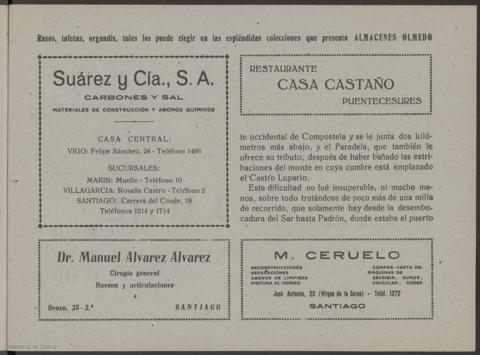 Rasos, tafetas, organdis, tules los puede elegir en las espléndidas colecciones que presenta ALMACENES OLMEDO
Suárez y Cía., S. A.
CARBONES Y SAL
MATERIALES DE CONSTRUCCIÓN Y ABONOS QUÍMICOS
CASA CENTRAL:
VIGO: Felipe Sánchez, 24 - Teléfono 1406
SUCURSALES:
MARIN: Muelle - Teléfono 10
VILLAGARCIA: Rosalía Castro - Teléfono 2
SANTIAGO: Carrera del Conde, 18
Teléfonos 1214 y 1714
RESTAURANTE
CASA CASTAÑO
PUENTECESURES
te occidental de Compostela y se le junta dos kiló-
metros más abajo, y el Paradela, que también le
ofrece su tributo, después de haber bañado las estri-
baciones del monte en cuya cumbre está emplazado
el Castro Lupario.
Esta dificultad no fué insuperable, ni mucho me-
nos, sobre todo tratándose de poco más de una milla
de recorrido, que solamente hay desde la desembo-
cadura del Sar hasta Padrón, donde estaba el puerto
Dr. Manuel Alvarez Alvarez
Cirugía general
Huesos y articulaciones
Senra, 25 - 2.º
SANTIAGO
M. CERUELO
RECONSTRUCCIONES
REPARACIONES
ABONOS DE LIMPIEZA
PINTURA AL HORNO
COMPRA-VENTA DE:
MÁQUINAS DE
ESCRIBIR, SUMAR,
CALCULAR, COSER
José Antonio, 23 (Virgen de la Cerca) - Teléf. 1272
SANTIAGO
Biblioteca de Galicia